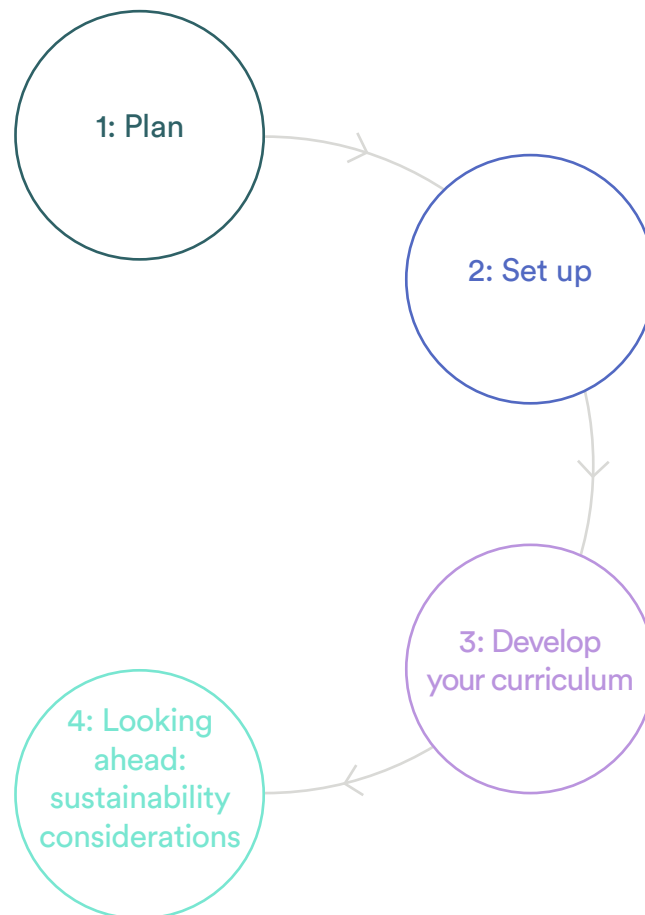 1: Plan
2: Set up
3: Develop
your curriculum
4: Looking
ahead:
sustainability
considerations